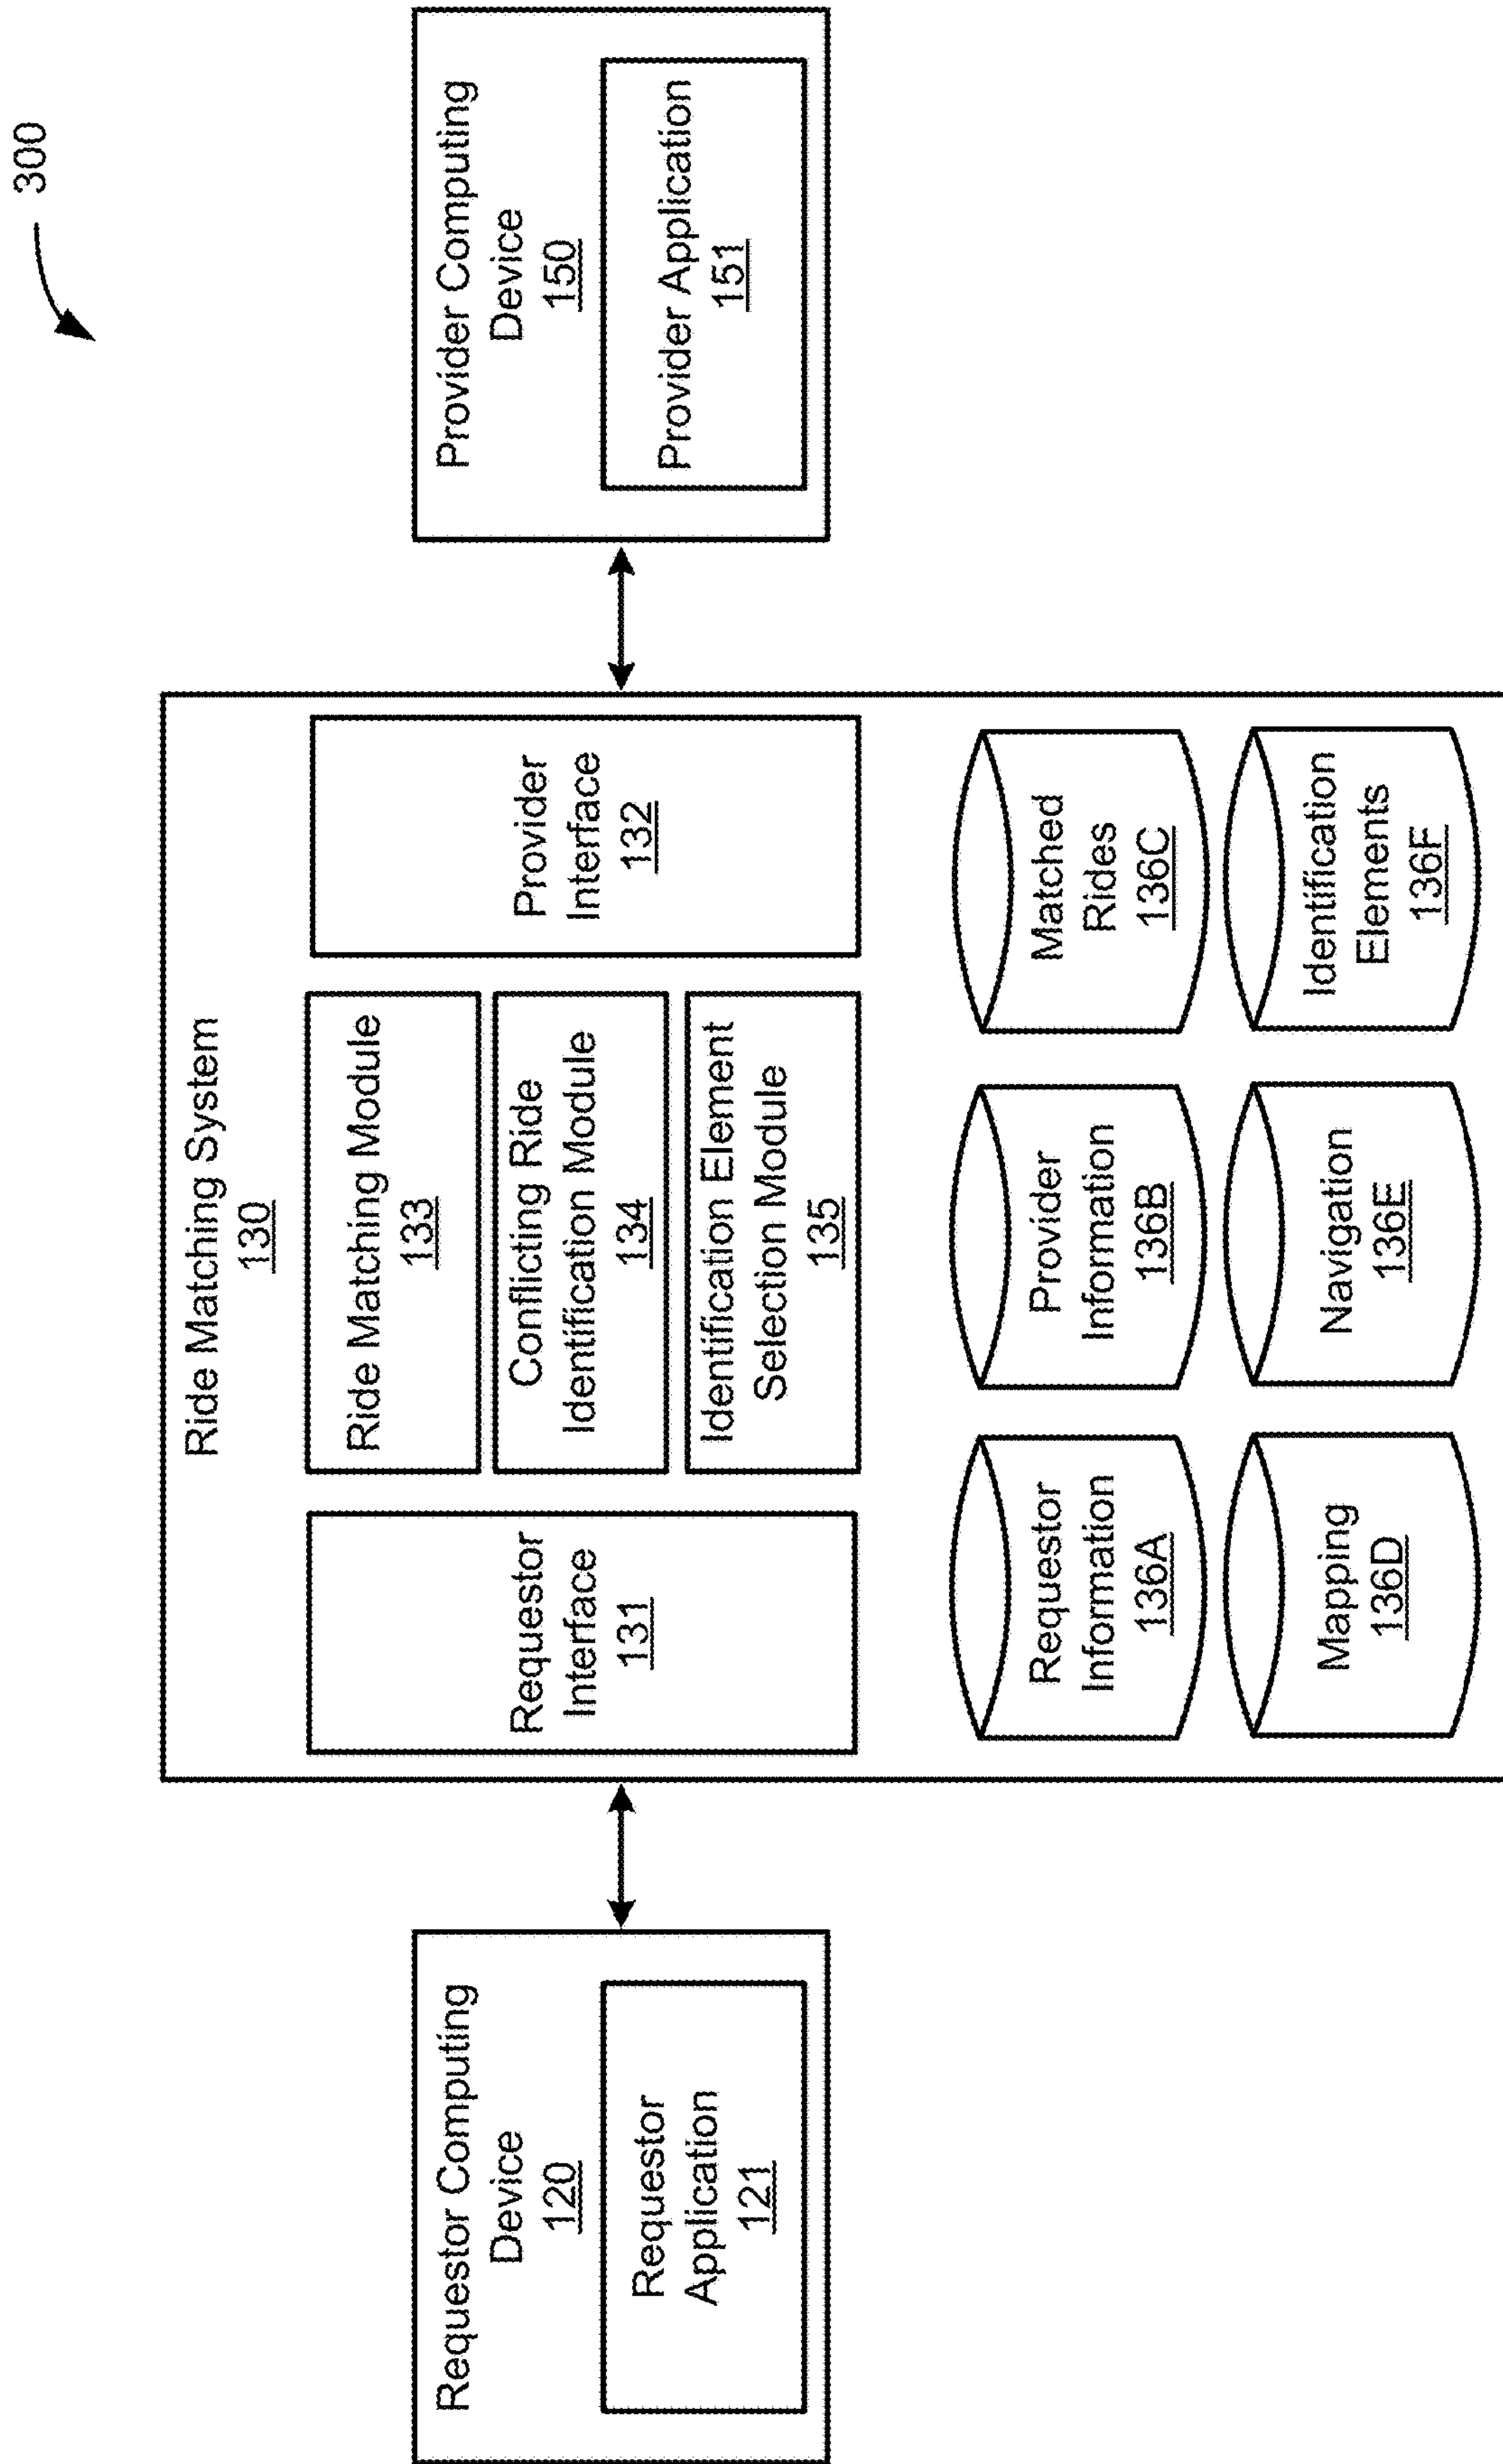 300
Requestor Computing
Device
120
Requestor
Application
121
Ride Matching System
130
Requestor
Interface
131
Ride Matching Module
133
Conflicting Ride
Identification Module
134
Identification Element
Selection Module
135
Provider
Interface
132
Requestor
Information
136A
Provider
Information
136B
Matched
Rides
136C
Mapping
136D
Navigation
136E
Identification
Elements
136F
Provider Computing
Device
150
Provider Application
151